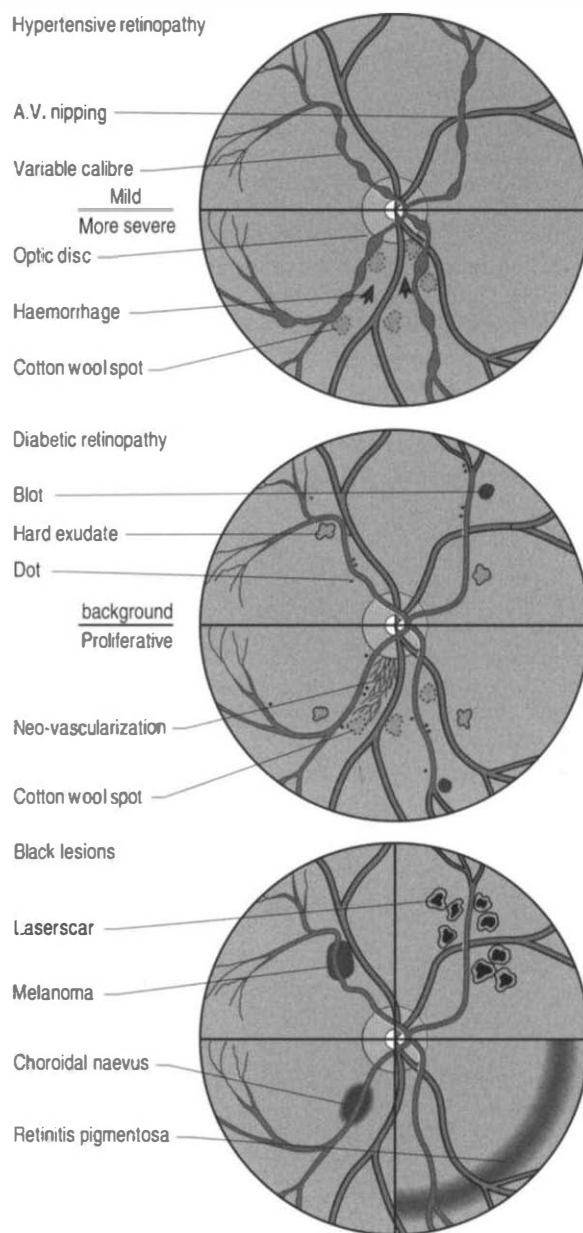 Hypertensive retinopathy
A.V. nipping
Variable calibre
Mild
More severe
Optic disc
Haemorrhage
Cotton wool spot
Diabetic retinopathy
Blot
Hard exudate
Dot
background
Proliferative
Neo-vascularization
Cotton wool spot
Black lesions
Laserscar
Melanoma
Choroidal naevus
Retinitis pigmentosa